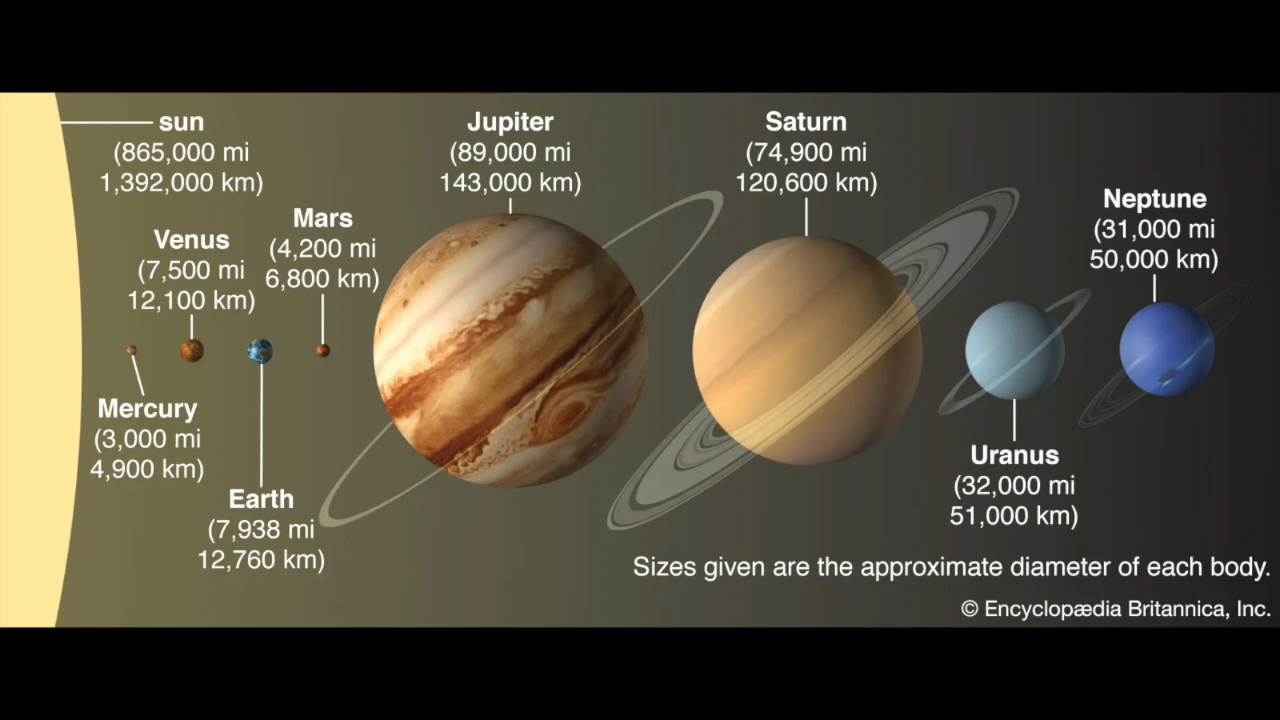 sun
(865,000 mi
1,392,000 km)
Venus
(7,500 mi
12,100 km)
Mars
(4,200 mi
6,800 km)
Mercury
(3,000 mi
4,900 km)
Earth
(7,938 mi
12,760 km)
Jupiter
(89,000 mi
143,000 km)
Saturn
(74,900 mi
120,600 km)
Uranus
(32,000 mi
51,000 km)
Neptune
(31,000 mi
50,000 km)
Sizes given are the approximate diameter of each body.
© Encyclopædia Britannica, Inc.